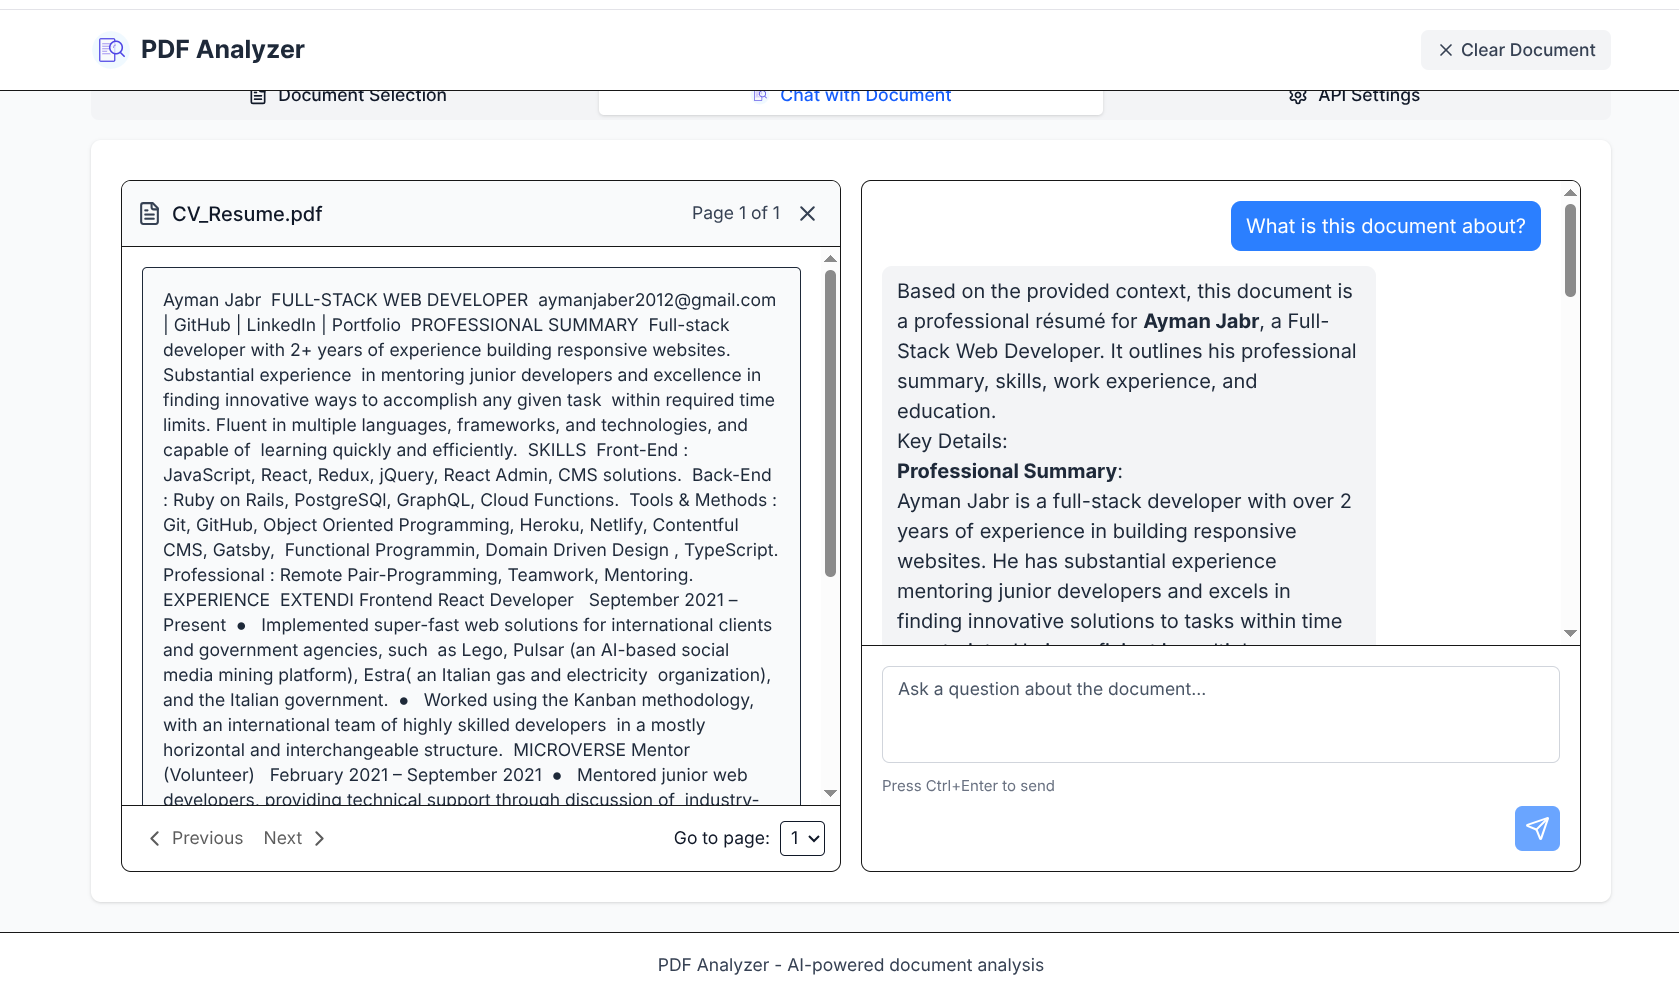 PDF Analyzer
Clear Document
Document Selection
Chat with Document
API Settings
CV_Resume.pdf
Page 1 of 1
Ayman Jabr  FULL-STACK WEB DEVELOPER  aymanjaber2012@gmail.com
| GitHub | LinkedIn | Portfolio  PROFESSIONAL SUMMARY  Full-stack
developer with 2+ years of experience building responsive websites.
Substantial experience  in mentoring junior developers and excellence in
finding innovative ways to accomplish any given task  within required time
limits. Fluent in multiple languages, frameworks, and technologies, and
capable of  learning quickly and efficiently.  SKILLS  Front-End :
JavaScript, React, Redux, jQuery, React Admin, CMS solutions.  Back-End
: Ruby on Rails, PostgreSQl, GraphQL, Cloud Functions.  Tools & Methods :
Git, GitHub, Object Oriented Programming, Heroku, Netlify, Contentful
CMS, Gatsby,  Functional Programmin, Domain Driven Design , TypeScript.
Professional : Remote Pair-Programming, Teamwork, Mentoring.
EXPERIENCE  EXTENDI Frontend React Developer   September 2021 –
Present  ●   Implemented super-fast web solutions for international clients
and government agencies, such  as Lego, Pulsar (an AI-based social
media mining platform), Estra( an Italian gas and electricity  organization),
and the Italian government.  ●   Worked using the Kanban methodology,
with an international team of highly skilled developers  in a mostly
horizontal and interchangeable structure.  MICROVERSE Mentor
(Volunteer)   February 2021 – September 2021  ●   Mentored junior web
developers, providing technical support through discussion of  industry-
Previous
Next
Go to page:
1
What is this document about?
Based on the provided context, this document is
a professional résumé for Ayman Jabr, a Full-
Stack Web Developer. It outlines his professional
summary, skills, work experience, and
education.
Key Details:
Professional Summary:
Ayman Jabr is a full-stack developer with over 2
years of experience in building responsive
websites. He has substantial experience
mentoring junior developers and excels in
finding innovative solutions to tasks within time
Ask a question about the document...
Press Ctrl+Enter to send
PDF Analyzer - AI-powered document analysis